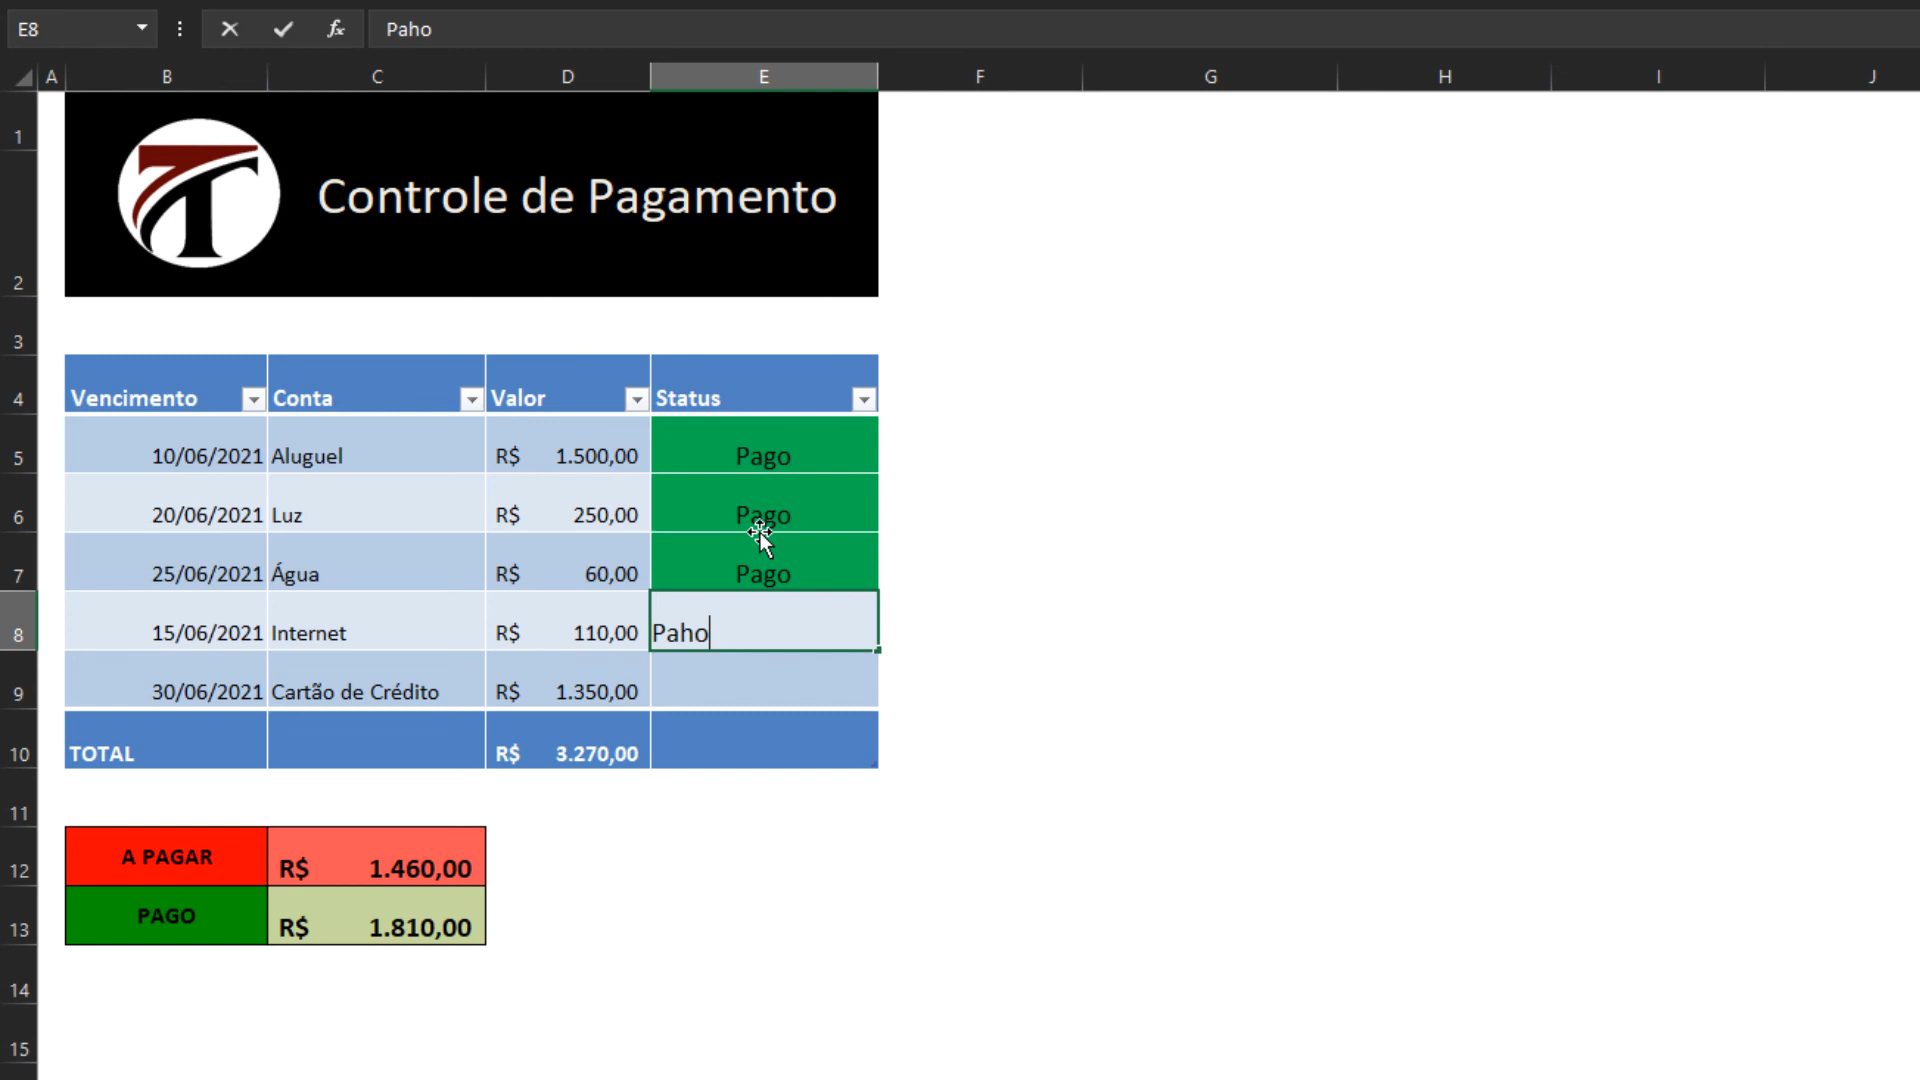 E8 fx Paho
A B C D E F G H I J
1
Controle de Pagamento
2
3
4 Vencimento Conta Valor Status
5 10/06/2021 Aluguel R$ 1.500,00 Pago
6 20/06/2021 Luz R$ 250,00 Pago
7 25/06/2021 Água R$ 60,00 Pago
8 15/06/2021 Internet R$ 110,00 Paho
9 30/06/2021 Cartão de Crédito R$ 1.350,00
10 TOTAL R$ 3.270,00
11
12 A PAGAR R$ 1.460,00
13 PAGO R$ 1.810,00
14
15